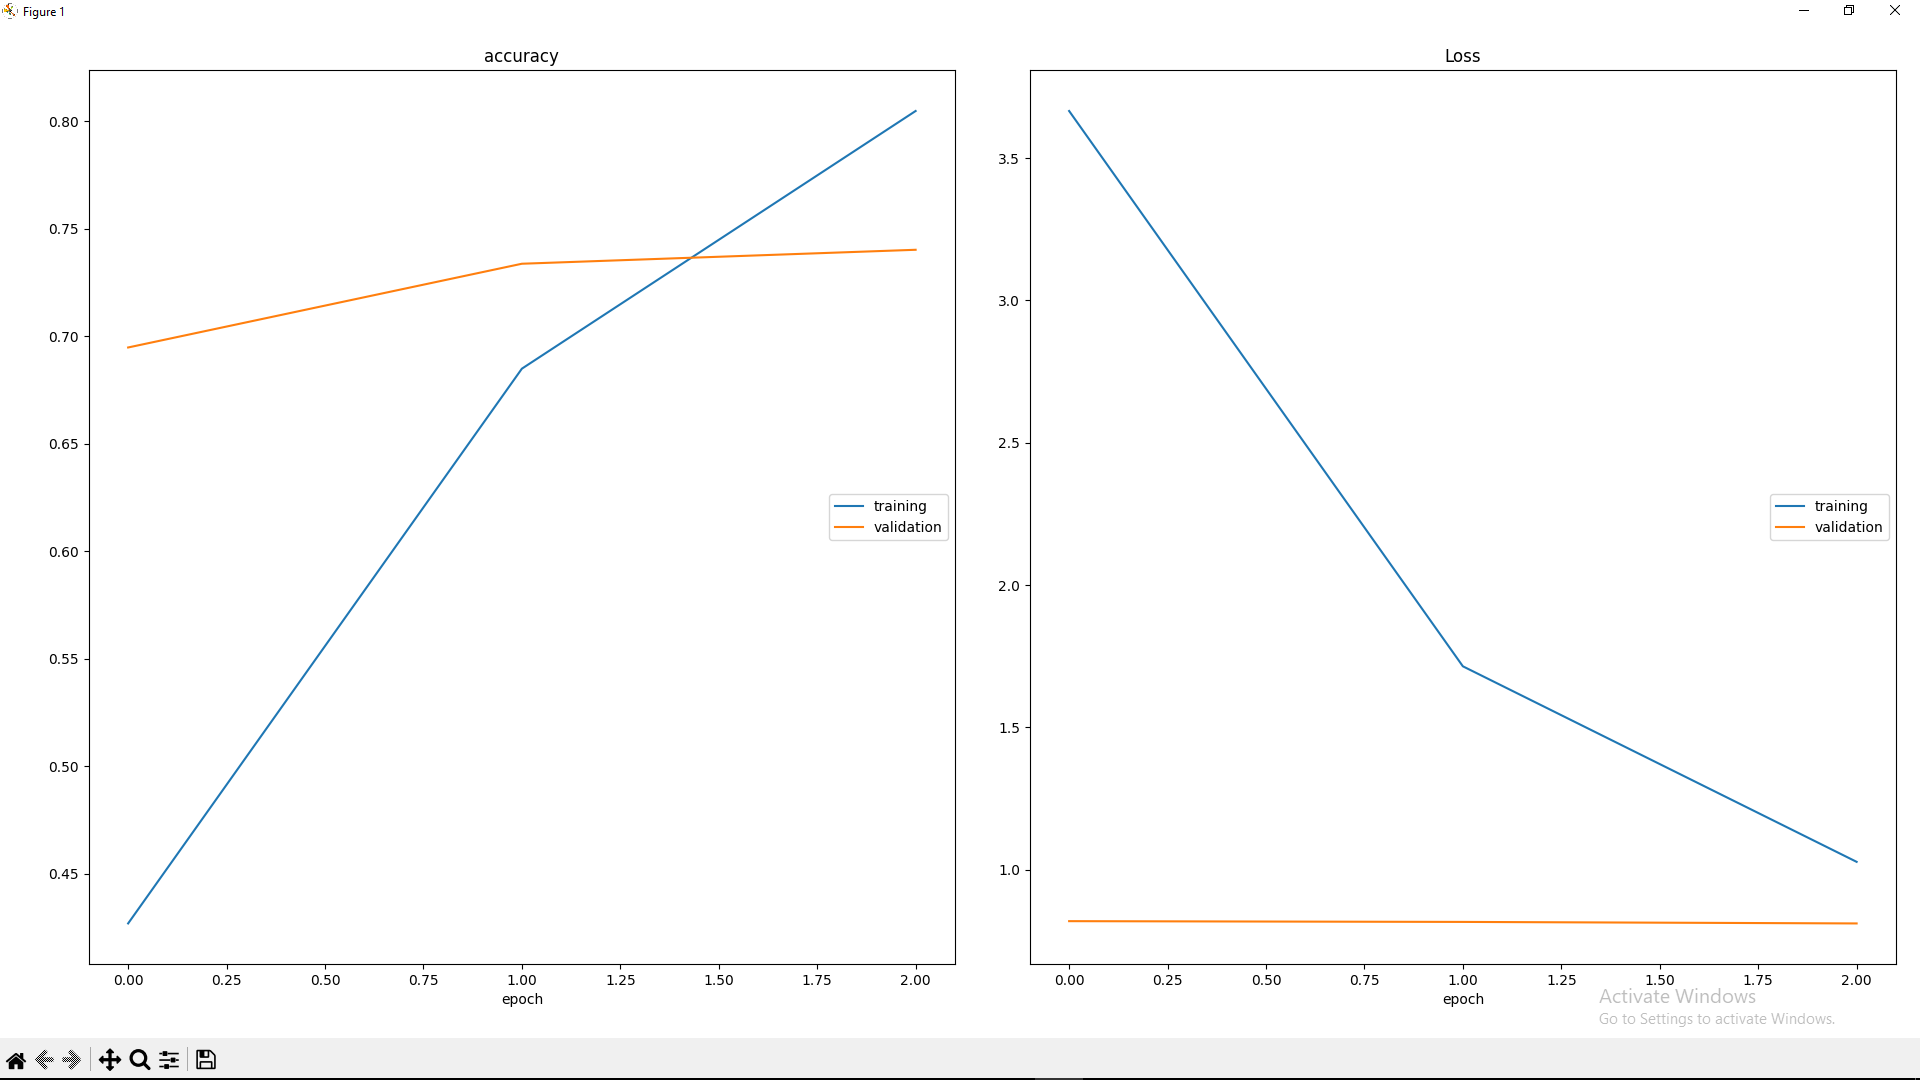 Figure 1
accuracy
0.80
0.75
0.70
0.65
0.60
0.55
0.50
0.45
training
validation
0.00 0.25 0.50 0.75 1.00 1.25 1.50 1.75 2.00
epoch
Loss
3.5
3.0
2.5
2.0
1.5
1.0
training
validation
0.00 0.25 0.50 0.75 1.00 1.25 1.50 1.75 2.00
epoch
Activate Windows
Go to Settings to activate Windows.